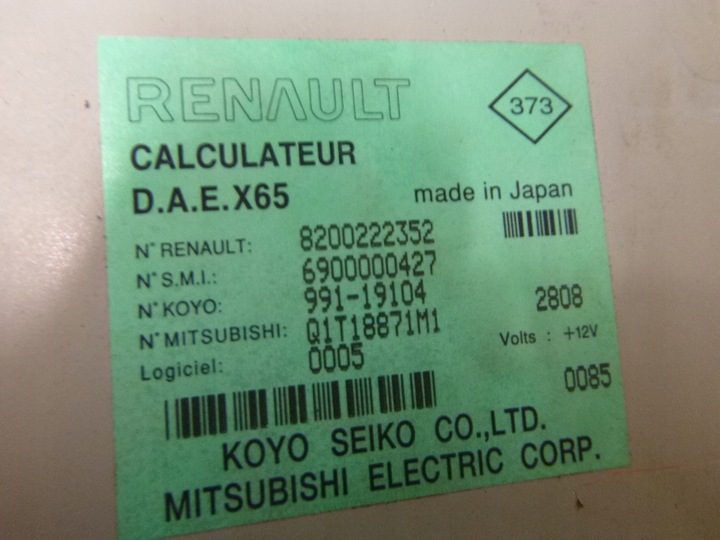 RENAULT
373
CALCULATEUR
D.A.E. X65
made in Japan
N° RENAULT: 8200222352
N° S.M.I.: 6900000427
N° KOYO: 991-19104
2808
N° MITSUBISHI: Q1T18871M1
Volts : +12V
Logiciel: 0005
0085
KOYO SEIKO CO.,LTD.
MITSUBISHI ELECTRIC CORP.